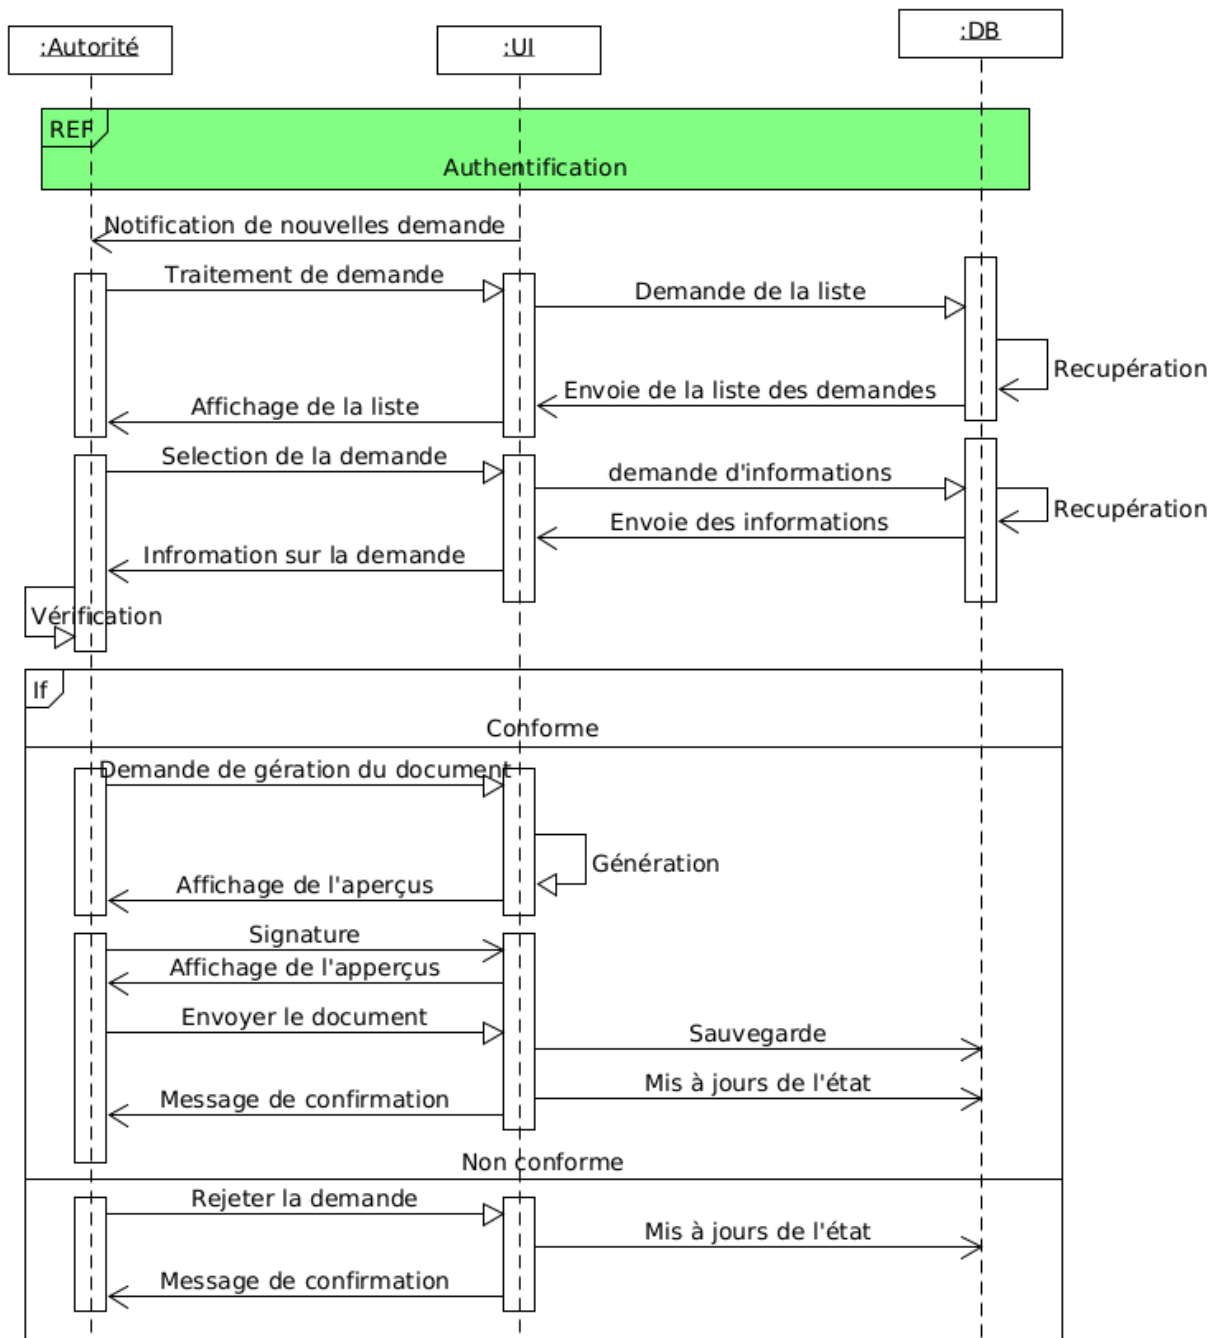 :Autorité
:UI
:DB
REF
Authentification
Notification de nouvelles demande
Traitement de demande
Demande de la liste
Recupération
Envoie de la liste des demandes
Affichage de la liste
Selection de la demande
demande d'informations
Recupération
Envoie des informations
Infromation sur la demande
Vérification
If
Conforme
Demande de gération du document
Génération
Affichage de l'aperçus
Signature
Affichage de l'apperçus
Envoyer le document
Sauvegarde
Mis à jours de l'état
Message de confirmation
Non conforme
Rejeter la demande
Mis à jours de l'état
Message de confirmation